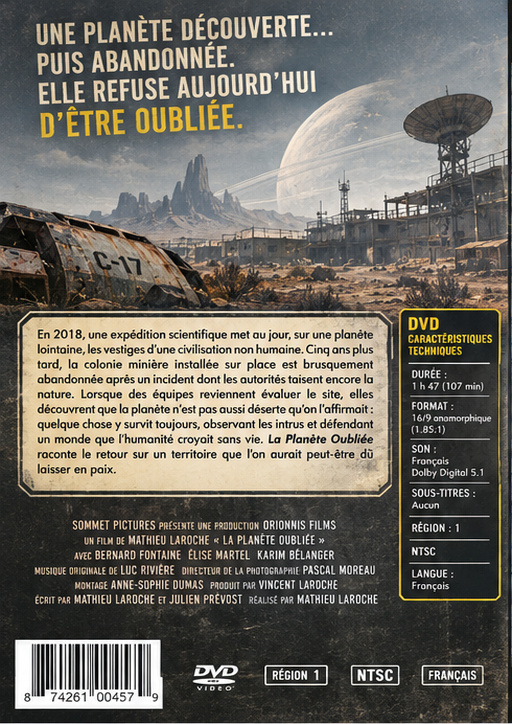 UNE PLANÈTE DÉCOUVERTE...
PUIS ABANDONNÉE.
ELLE REFUSE AUJOURD'HUI
D'ÊTRE OUBLIÉE.
C-17
En 2018, une expédition scientifique met au jour, sur une planète
lointaine, les vestiges d'une civilisation non humaine. Cinq ans plus
tard, la colonie minière installée sur place est brusquement
abandonnée après un incident dont les autorités taisent encore la
nature. Lorsque des équipes reviennent évaluer le site, elles
découvrent que la planète n'est pas aussi déserte qu'on l'affirmait :
quelque chose y survit toujours, observant les intrus et défendant
un monde que l'humanité croyait sans vie. La Planète Oubliée
raconte le retour sur un territoire que l'on aurait peut-être dû
laisser en paix.
DVD
CARACTÉRISTIQUES
TECHNIQUES
DURÉE :
1 h 47 (107 min)
FORMAT :
16/9 anamorphique
(1.85:1)
SON :
Français
Dolby Digital 5.1
SOUS-TITRES :
Aucun
RÉGION : 1
NTSC
LANGUE :
Français
SOMMET PICTURES PRÉSENTE UNE PRODUCTION ORIONNIS FILMS
UN FILM DE MATHIEU LAROCHE « LA PLANÈTE OUBLIÉE »
AVEC BERNARD FONTAINE ÉLISE MARTEL KARIM BÉLANGER
MUSIQUE ORIGINALE DE LUC RIVIÈRE DIRECTEUR DE LA PHOTOGRAPHIE PASCAL MOREAU
MONTAGE ANNE-SOPHIE DUMAS PRODUIT PAR VINCENT LAROCHE
ÉCRIT PAR MATHIEU LAROCHE ET JULIEN PRÉVOST RÉALISÉ PAR MATHIEU LAROCHE
8 74261 00457 9
DVD
VIDEO
RÉGION 1
NTSC
FRANÇAIS